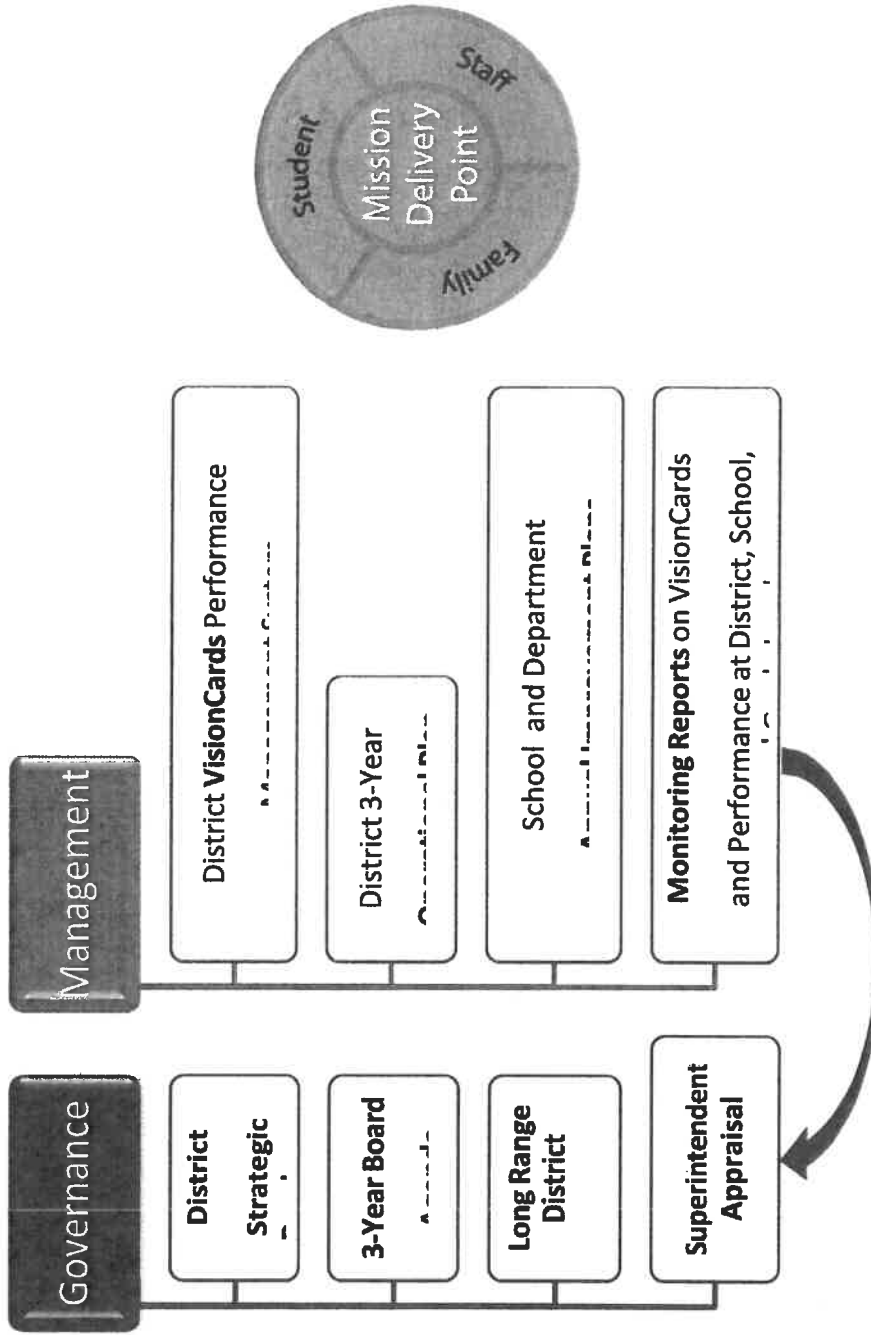 Governance
District
Strategic
3-Year Board
Long Range
District
Superintendent
Appraisal
Management
District VisionCards Performance
District 3-Year
School and Department
Monitoring Reports on VisionCards
and Performance at District, School,
Student
Staff
Family
Mission
Delivery
Point